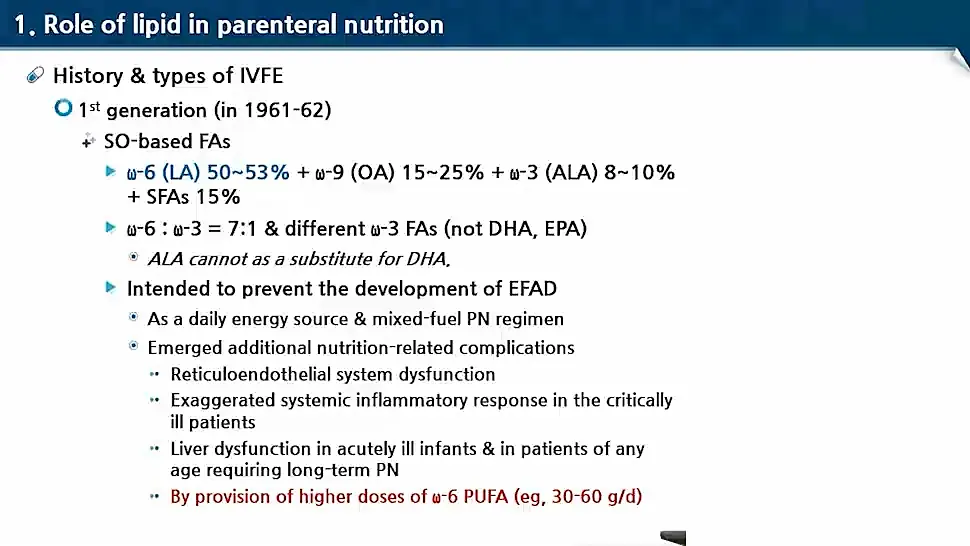 1. Role of lipid in parenteral nutrition
History & types of IVFE
1st generation (in 1961-62)
SO-based FAs
ω-6 (LA) 50~53% + ω-9 (OA) 15~25% + ω-3 (ALA) 8~10%
+ SFAs 15%
ω-6 : ω-3 = 7:1 & different ω-3 FAs (not DHA, EPA)
ALA cannot as a substitute for DHA.
Intended to prevent the development of EFAD
As a daily energy source & mixed-fuel PN regimen
Emerged additional nutrition-related complications
Reticuloendothelial system dysfunction
Exaggerated systemic inflammatory response in the critically
ill patients
Liver dysfunction in acutely ill infants & in patients of any
age requiring long-term PN
By provision of higher doses of ω-6 PUFA (eg, 30-60 g/d)